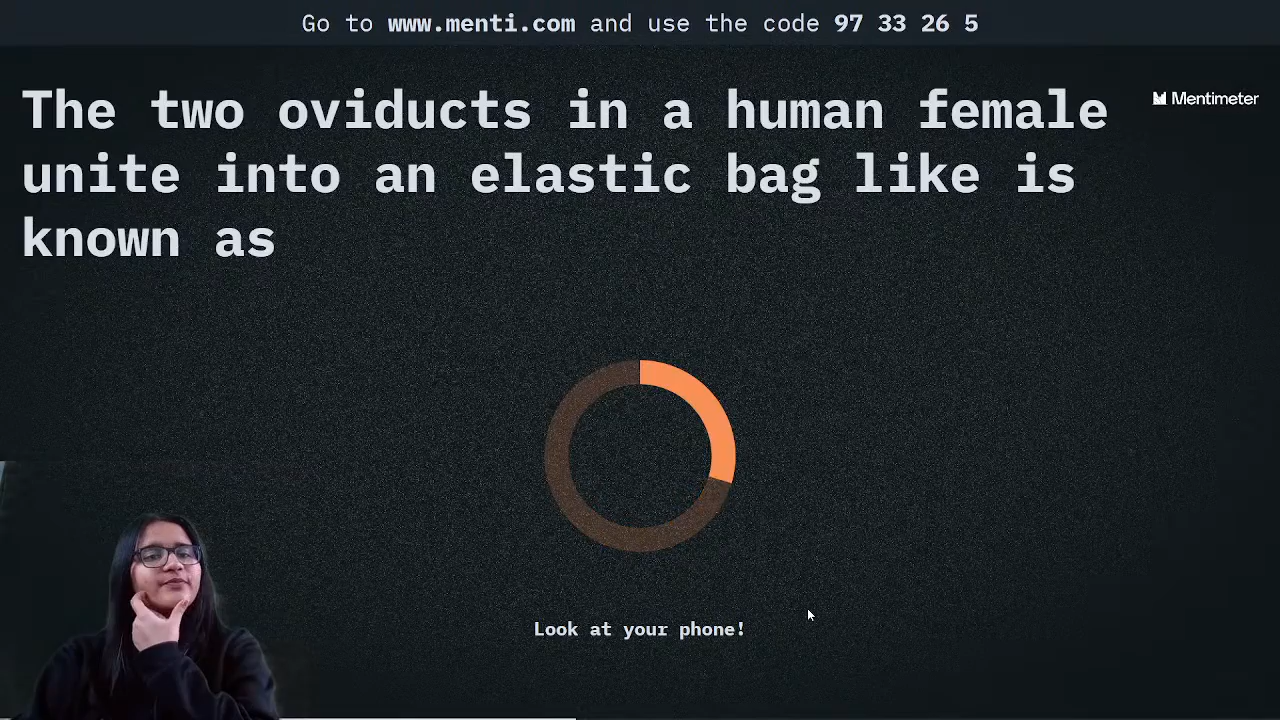 Go to www.menti.com and use the code 97 33 26 5
The two oviducts in a human female
unite into an elastic bag like is
known as
Mentimeter
Look at your phone!